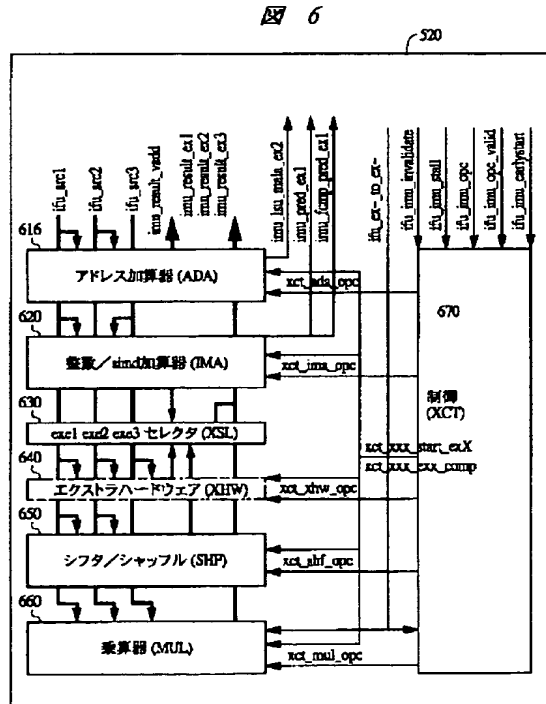 図 6
520
ifu_src1
ifu_src2
ifu_src3
imu_result_vadd
imu_result_ex1
imu_result_ex2
imu_result_ex3
imu_pred_ex1
imu_fcmp_pred_ex1
ifu_ex-_to_ex-
ifu_imu_invalidate
ifu_imu_stall
ifu_imu_opc
ifu_imu_opc_valid
ifu_imu_earlystart
616
アドレス加算器 (ADA)
xct_ada_opc
620
整数／simd加算器 (IMA)
xct_ima_opc
670
制御
(XCT)
630
exe1 exe2 exe3 セレクタ (XSL)
xct_xxx_start_exX
xct_xxx_exx_comp
640
エクストラハードウェア (XHW)
xct_xhw_opc
650
シフタ／シャッフル (SHF)
xct_shf_opc
660
乗算器 (MUL)
xct_mul_opc